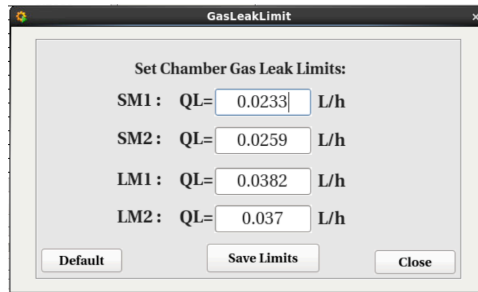 GasLeakLimit
Set Chamber Gas Leak Limits:
SM1: QL= 0.0233 L/h
SM2: QL= 0.0259 L/h
LM1: QL= 0.0382 L/h
LM2: QL= 0.037 L/h
Default Save Limits Close